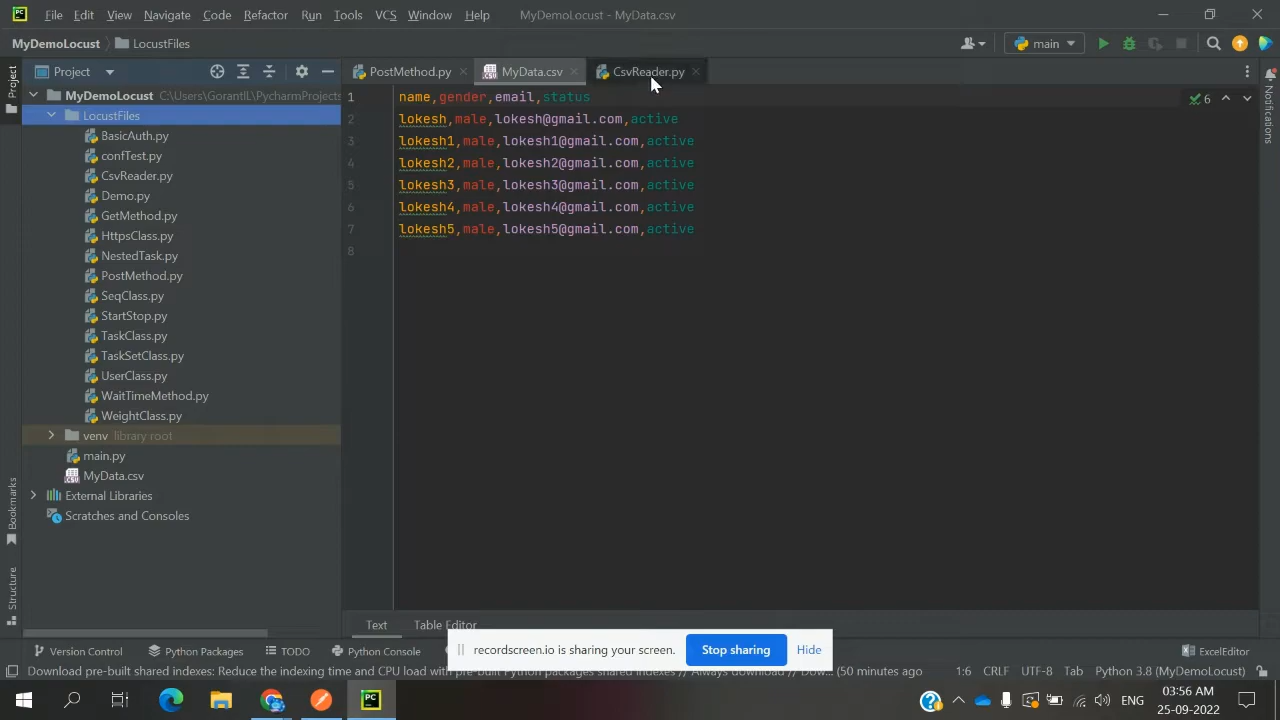 File Edit View Navigate Code Refactor Run Tools VCS Window Help MyDemoLocust - MyData.csv
MyDemoLocust LocustFiles main
Project
Project
PostMethod.py MyData.csv CsvReader.py
MyDemoLocust C:\Users\GorantlL\PycharmProjects
LocustFiles
BasicAuth.py
confTest.py
CsvReader.py
Demo.py
GetMethod.py
HttpsClass.py
NestedTask.py
PostMethod.py
SeqClass.py
StartStop.py
TaskClass.py
TaskSetClass.py
UserClass.py
WaitTimeMethod.py
WeightClass.py
venv library root
main.py
MyData.csv
External Libraries
Scratches and Consoles
1 name,gender,email,status
2 lokesh,male,lokesh@gmail.com,active
3 lokesh1,male,lokesh1@gmail.com,active
4 lokesh2,male,lokesh2@gmail.com,active
5 lokesh3,male,lokesh3@gmail.com,active
6 lokesh4,male,lokesh4@gmail.com,active
7 lokesh5,male,lokesh5@gmail.com,active
8
6
Notifications
Bookmarks
Structure
Text Table Editor
recordscreen.io is sharing your screen. Stop sharing Hide
Version Control Python Packages TODO Python Console ExcelEditor
Download pre-built shared indexes: Reduce the indexing time and CPU load with pre-built Python packages shared indexes // Always download // Dow... (50 minutes ago 1:6 CRLF UTF-8 Tab Python 3.8 (MyDemoLocust)
PC
ENG
03:56 AM
25-09-2022